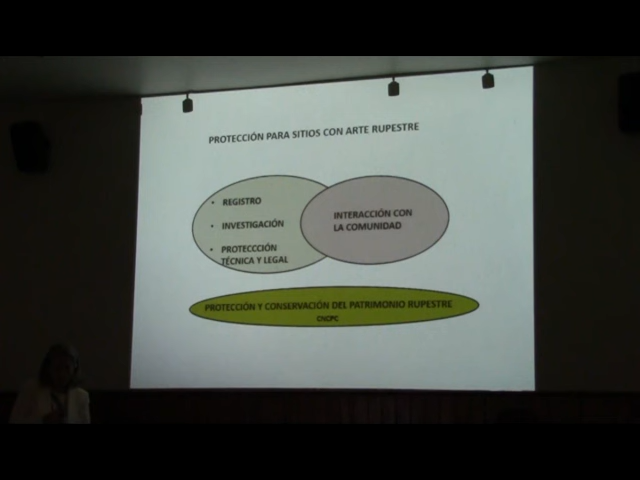 PROTECCIÓN PARA SITIOS CON ARTE RUPESTRE
• REGISTRO
• INVESTIGACIÓN
• PROTECCCIÓN
TÉCNICA Y LEGAL
INTERACCIÓN CON
LA COMUNIDAD
PROTECCIÓN Y CONSERVACIÓN DEL PATRIMONIO RUPESTRE
CNCPC